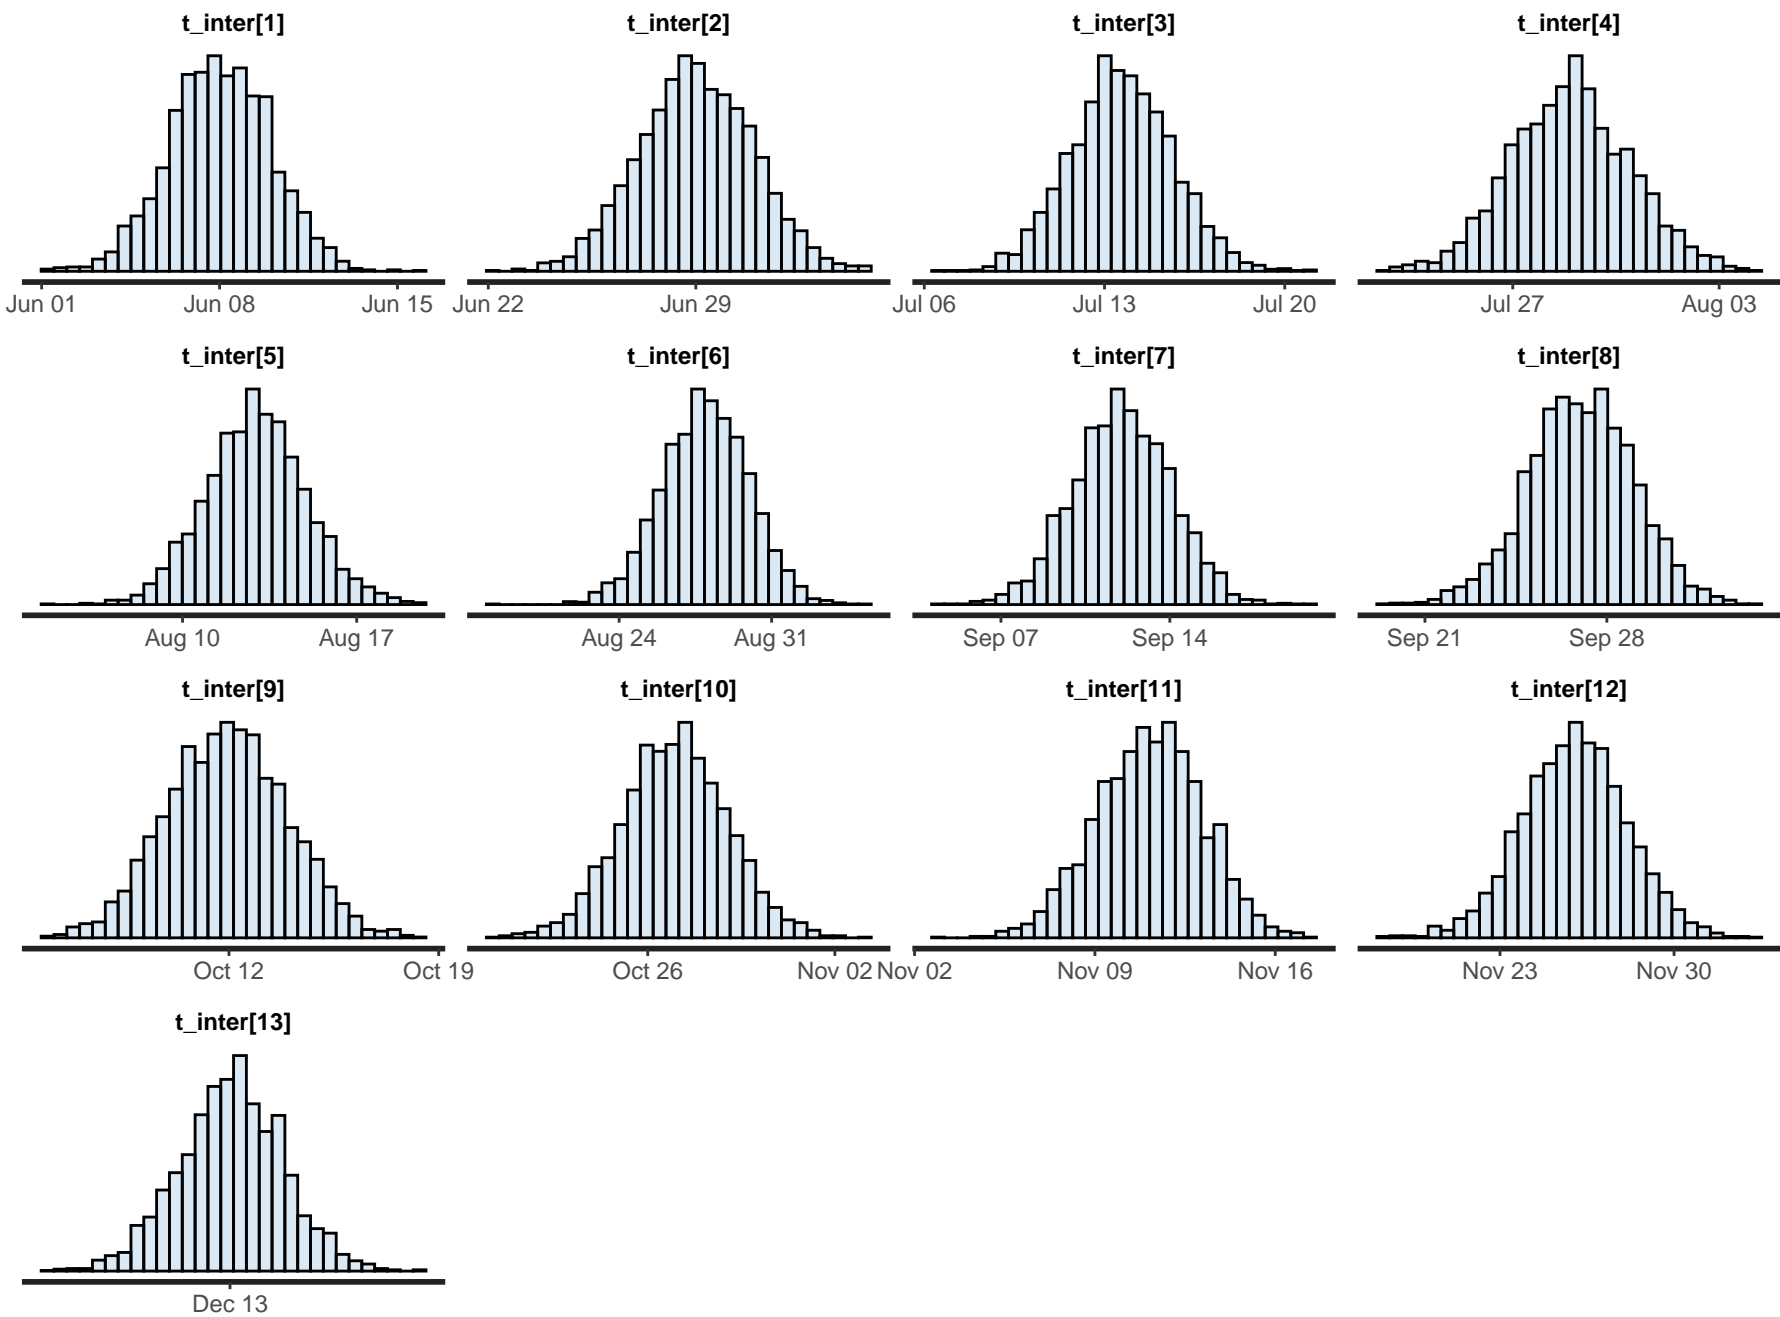 t_inter[1] t_inter[2] t_inter[3] t_inter[4]
Jun 01 Jun 08 Jun 15 Jun 22 Jun 29 Jul 06 Jul 13 Jul 20 Jul 27 Aug 03
t_inter[5] t_inter[6] t_inter[7] t_inter[8]
Aug 10 Aug 17 Aug 24 Aug 31 Sep 07 Sep 14 Sep 21 Sep 28
t_inter[9] t_inter[10] t_inter[11] t_inter[12]
Oct 12 Oct 19 Oct 26 Nov 02 Nov 02 Nov 09 Nov 16 Nov 23 Nov 30
t_inter[13]
Dec 13